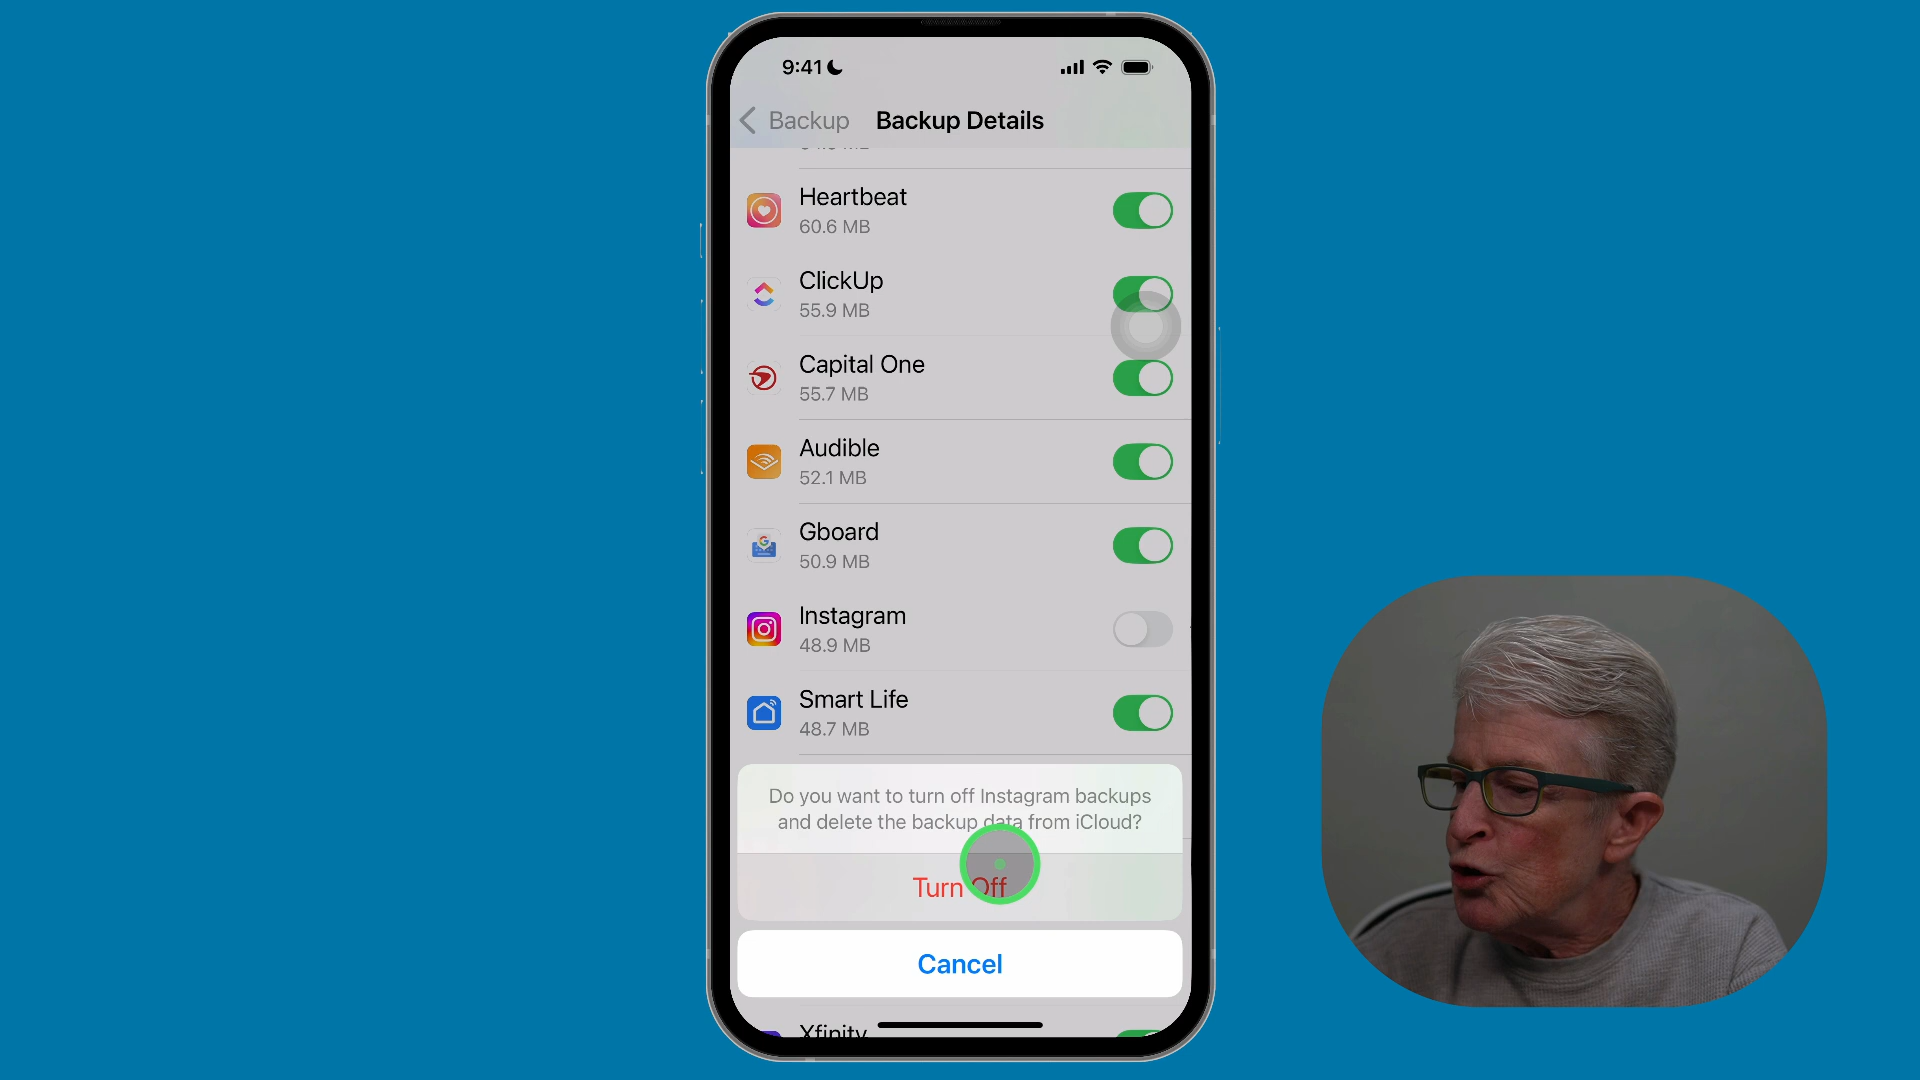 9:41
Backup
Backup Details
Heartbeat
60.6 MB
ClickUp
55.9 MB
Capital One
55.7 MB
Audible
52.1 MB
Gboard
50.9 MB
Instagram
48.9 MB
Smart Life
48.7 MB
Do you want to turn off Instagram backups
and delete the backup data from iCloud?
Turn Off
Cancel
Xfinity